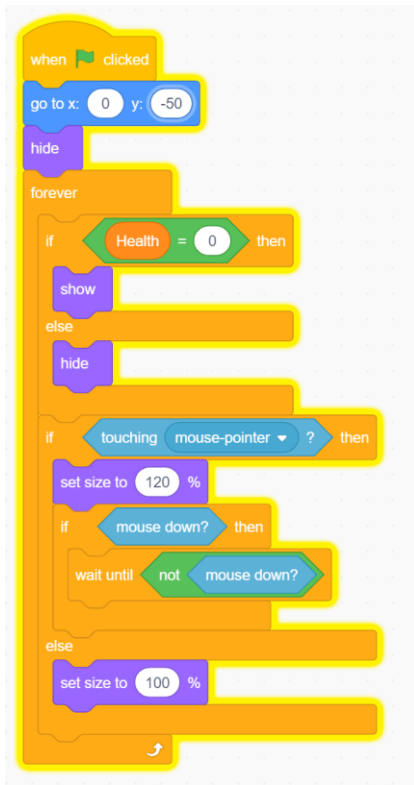 when clicked
go to x: 0 y: -50
hide
forever
if Health = 0 then
show
else
hide
if touching mouse-pointer ? then
set size to 120 %
if mouse down? then
wait until not mouse down?
else
set size to 100 %